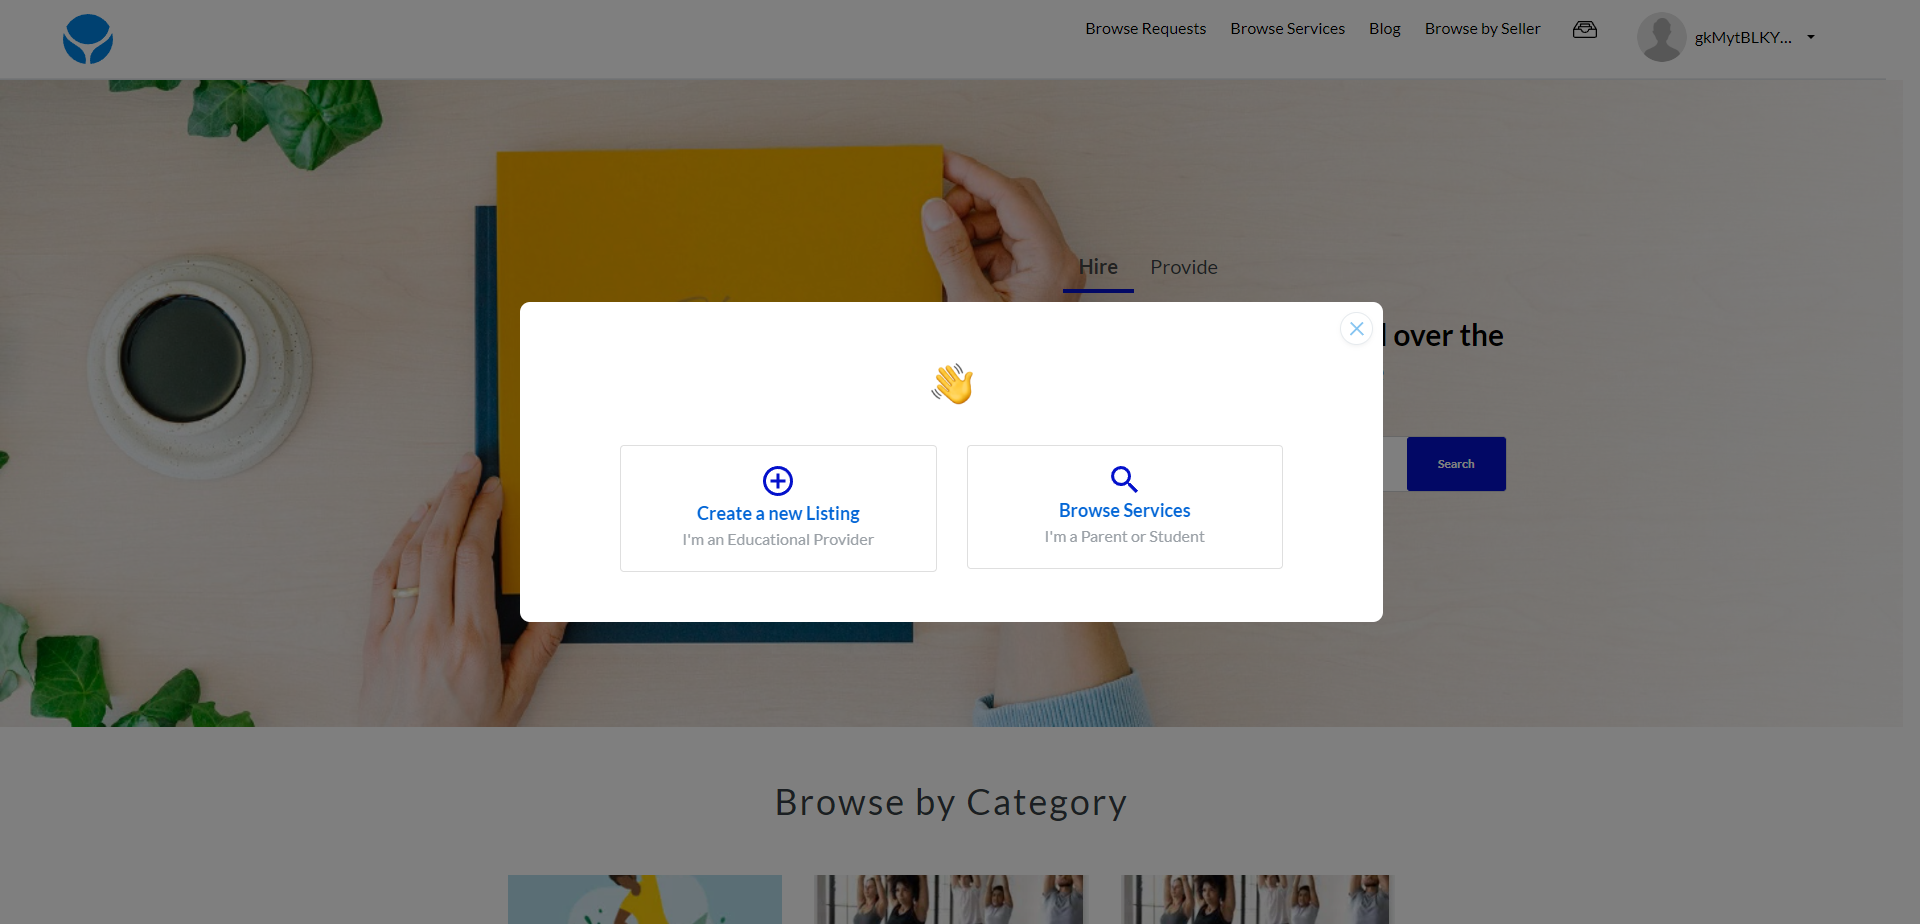 Browse Requests
Browse Services
Blog
Browse by Seller
gkMytBLKY...
Hire
Provide
over the
Search
Create a new Listing
I'm an Educational Provider
Browse Services
I'm a Parent or Student
Browse by Category